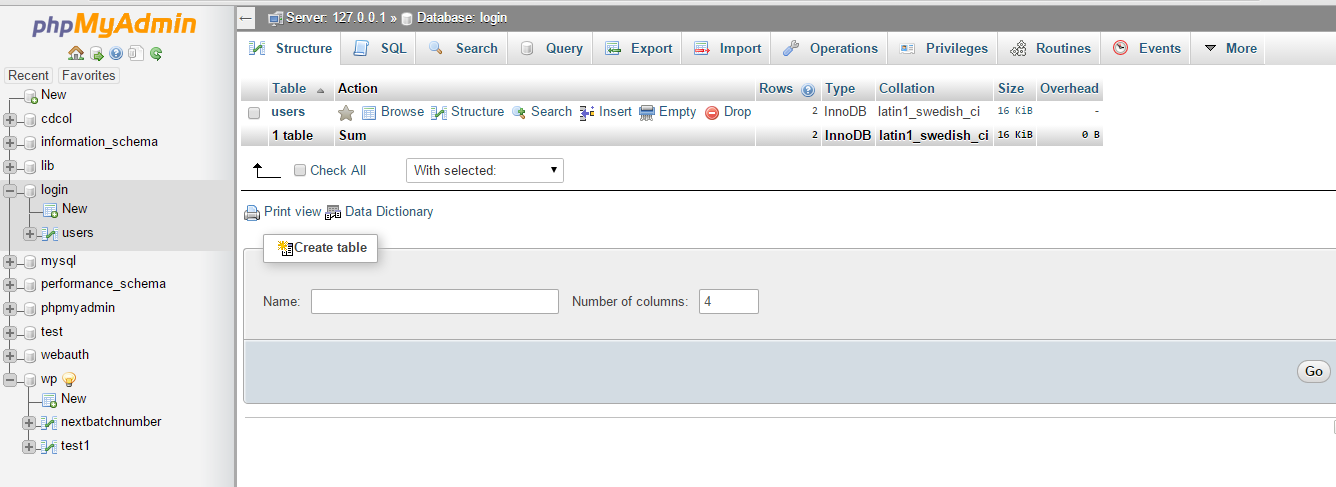 phpMyAdmin
Recent Favorites
New
cdcol
information_schema
lib
login
New
users
mysql
performance_schema
phpmyadmin
test
webauth
wp
New
nextbatchnumber
test1
Server: 127.0.0.1 » Database: login
Structure SQL Search Query Export Import Operations Privileges Routines Events More
Table Action Rows Type Collation Size Overhead
users Browse Structure Search Insert Empty Drop 2 InnoDB latin1_swedish_ci 16 KiB -
1 table Sum 2 InnoDB latin1_swedish_ci 16 KiB 0 B
Check All With selected:
Print view Data Dictionary
Create table
Name: Number of columns: 4
Go